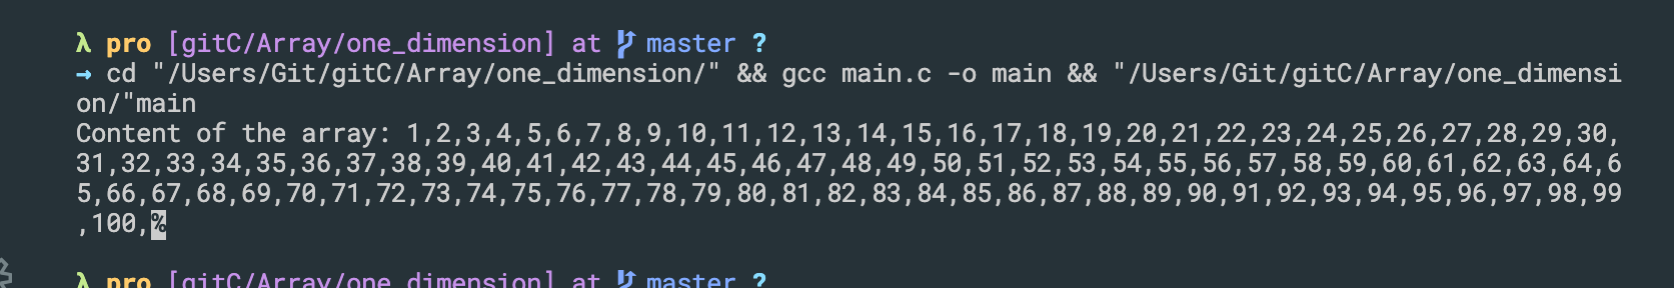 λ pro [gitC/Array/one_dimension] at master ?
→ cd "/Users/Git/gitC/Array/one_dimension/" && gcc main.c -o main && "/Users/Git/gitC/Array/one_dimensi
on/"main
Content of the array: 1,2,3,4,5,6,7,8,9,10,11,12,13,14,15,16,17,18,19,20,21,22,23,24,25,26,27,28,29,30,
31,32,33,34,35,36,37,38,39,40,41,42,43,44,45,46,47,48,49,50,51,52,53,54,55,56,57,58,59,60,61,62,63,64,6
5,66,67,68,69,70,71,72,73,74,75,76,77,78,79,80,81,82,83,84,85,86,87,88,89,90,91,92,93,94,95,96,97,98,99
,100,%
λ pro [gitC/Array/one_dimension] at master ?